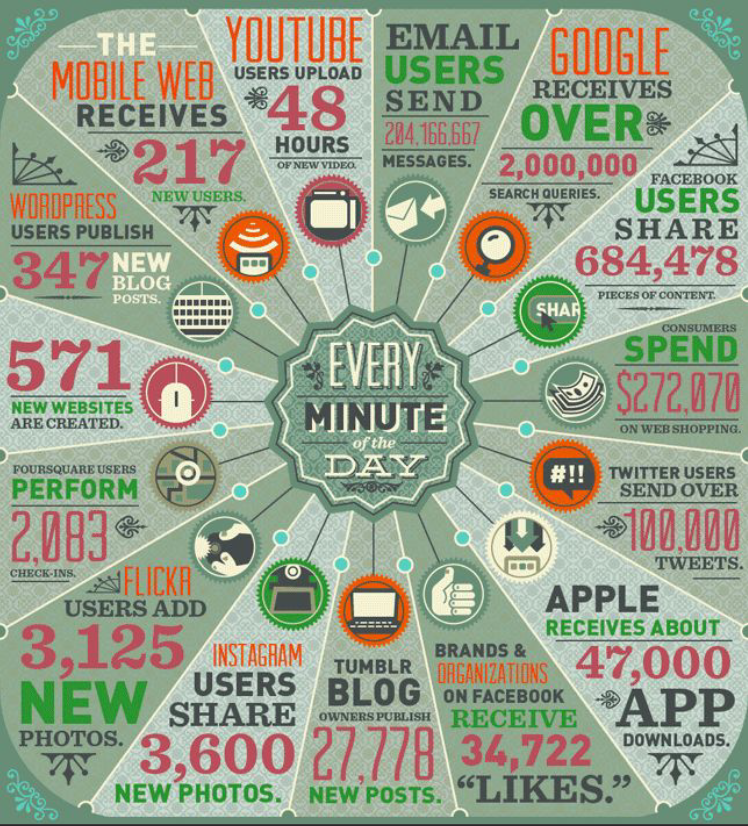 THE
MOBILE WEB
RECEIVES
217
NEW USERS.
YOUTUBE
USERS UPLOAD
48
HOURS
OF NEW VIDEO.
EMAIL
USERS
SEND
204,166,667
MESSAGES.
GOOGLE
RECEIVES
OVER
2,000,000
SEARCH QUERIES.
FACEBOOK
USERS
SHARE
684,478
PIECES OF CONTENT.
SHAR
CONSUMERS
SPEND
$272,070
ON WEB SHOPPING.
#!!
TWITTER USERS
SEND OVER
100,000
TWEETS.
APPLE
RECEIVES ABOUT
47,000
APP
DOWNLOADS.
BRANDS &
ORGANIZATIONS
ON FACEBOOK
RECEIVE
34,722
“LIKES.”
TUMBLR
BLOG
OWNERS PUBLISH
27,778
NEW POSTS.
INSTAGRAM
USERS
SHARE
3,600
NEW PHOTOS.
FLICKR
USERS ADD
3,125
NEW
PHOTOS.
FOURSQUARE USERS
PERFORM
2,083
CHECK-INS.
571
NEW WEBSITES
ARE CREATED.
WORDPRESS
USERS PUBLISH
347 NEW
BLOG
POSTS.
EVERY
MINUTE
of the
DAY